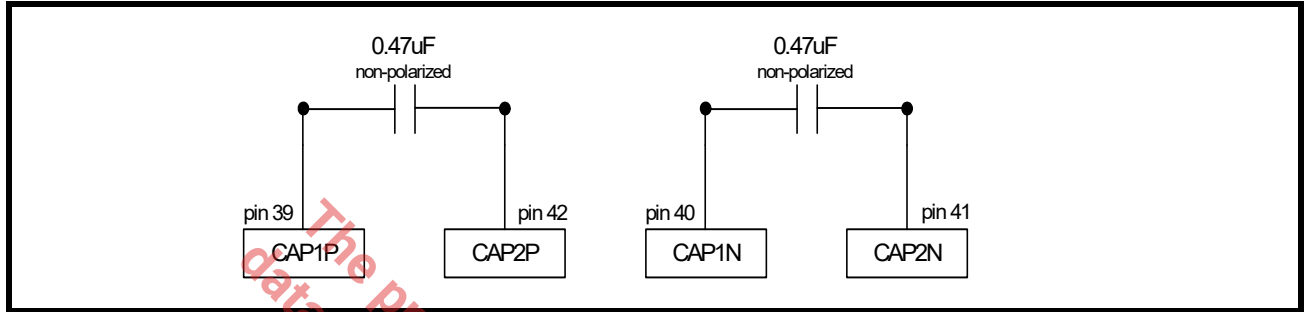 0.47uF
non-polarized
0.47uF
non-polarized
pin 39
pin 42
pin 40
pin 41
CAP1P
CAP2P
CAP1N
CAP2N
The